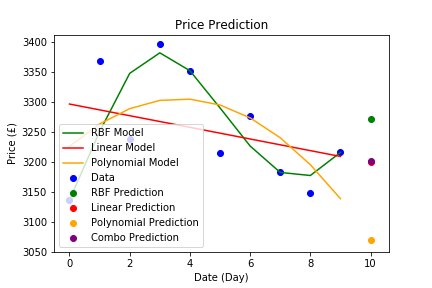 Price Prediction
3400
3350
3300
3250
3200
3150
3100
3050
Price (£)
RBF Model
Linear Model
Polynomial Model
Data
RBF Prediction
Linear Prediction
Polynomial Prediction
Combo Prediction
0 2 4 6 8 10
Date (Day)